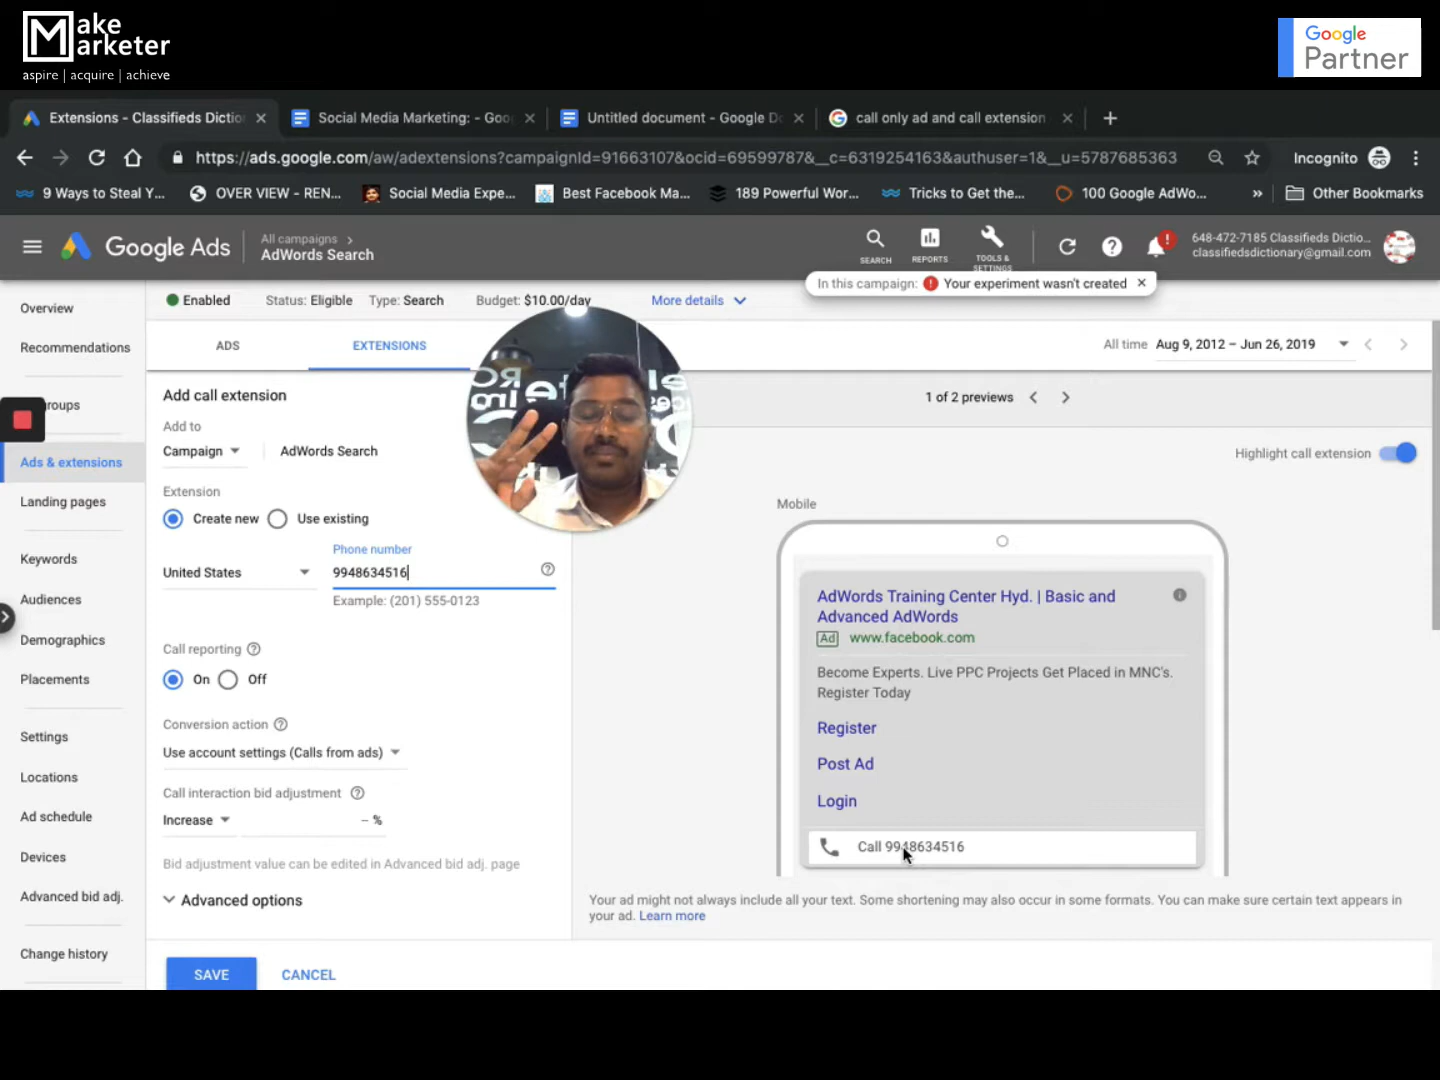 Make
Marketer
aspire | acquire | achieve
Google
Partner
Extensions - Classifieds Dictio
Social Media Marketing: - Goo
Untitled document - Google D
call only ad and call extension
https://ads.google.com/aw/adextensions?campaignId=91663107&ocid=69599787&__c=6319254163&authuser=1&__u=5787685363
Incognito
9 Ways to Steal Y...
OVER VIEW - REN...
Social Media Expe...
Best Facebook Ma...
189 Powerful Wor...
Tricks to Get the...
100 Google AdWo...
»
Other Bookmarks
Google Ads
All campaigns >
AdWords Search
SEARCH
REPORTS
TOOLS &
SETTINGS
648-472-7185 Classifieds Dictio...
classifiedsdictionary@gmail.com
In this campaign: Your experiment wasn't created
Enabled
Status: Eligible
Type: Search
Budget: $10.00/day
More details
ADS
EXTENSIONS
All time
Aug 9, 2012 – Jun 26, 2019
Overview
Recommendations
Ads & extensions
Landing pages
Keywords
Audiences
Demographics
Placements
Settings
Locations
Ad schedule
Devices
Advanced bid adj.
Change history
Add call extension
Add to
Campaign
AdWords Search
Extension
Create new
Use existing
United States
Phone number
9948634516
Example: (201) 555-0123
Call reporting
On
Off
Conversion action
Use account settings (Calls from ads)
Call interaction bid adjustment
Increase
– %
Bid adjustment value can be edited in Advanced bid adj. page
Advanced options
SAVE
CANCEL
1 of 2 previews
Highlight call extension
Mobile
AdWords Training Center Hyd. | Basic and
Advanced AdWords
Ad www.facebook.com
Become Experts. Live PPC Projects Get Placed in MNC's.
Register Today
Register
Post Ad
Login
Call 9948634516
Your ad might not always include all your text. Some shortening may also occur in some formats. You can make sure certain text appears in
your ad. Learn more